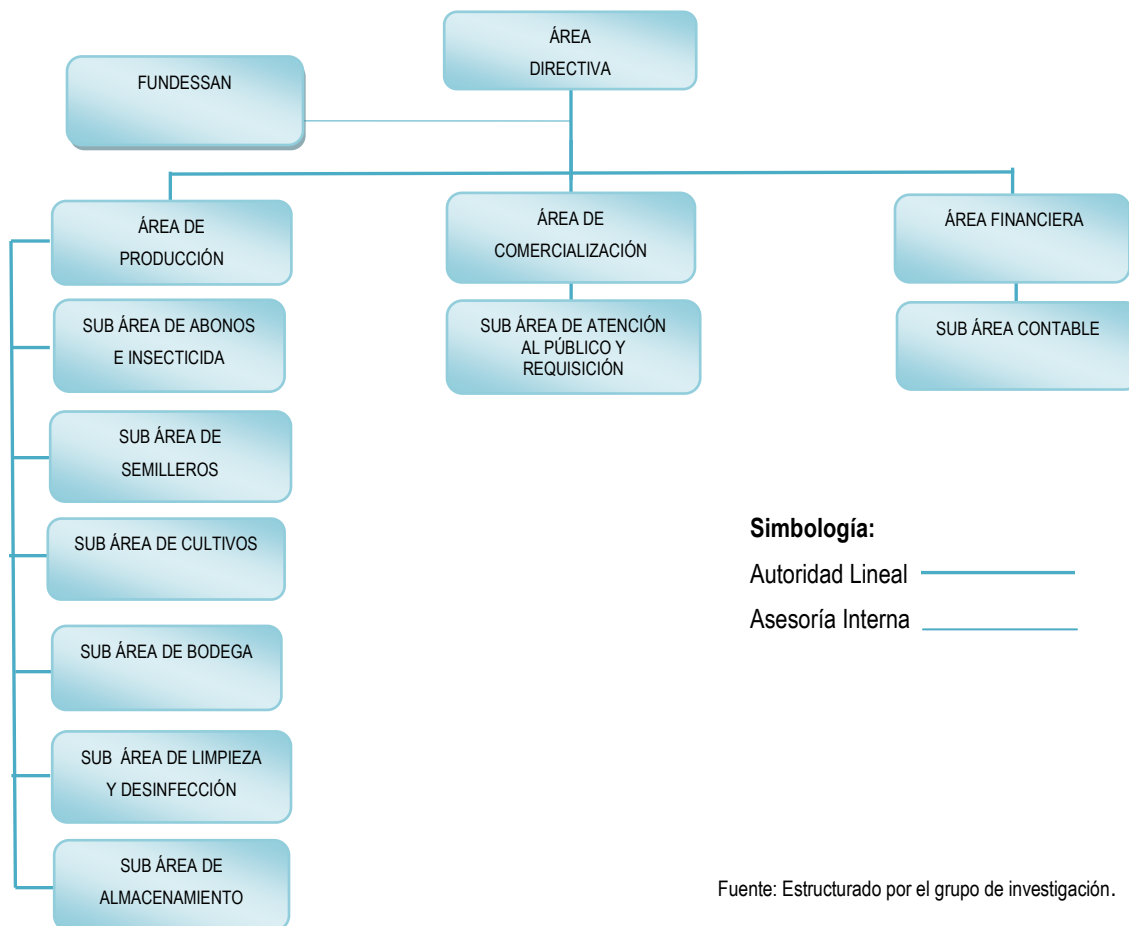 ÁREA
DIRECTIVA
FUNDESSAN
ÁREA DE
PRODUCCIÓN
ÁREA DE
COMERCIALIZACIÓN
ÁREA FINANCIERA
SUB ÁREA DE ABONOS
E INSECTICIDA
SUB ÁREA DE ATENCIÓN
AL PÚBLICO Y
REQUISICIÓN
SUB ÁREA CONTABLE
SUB ÁREA DE
SEMILLEROS
SUB ÁREA DE CULTIVOS
SUB ÁREA DE BODEGA
SUB ÁREA DE LIMPIEZA
Y DESINFECCIÓN
SUB ÁREA DE
ALMACENAMIENTO
Simbología:
Autoridad Lineal
Asesoría Interna
Fuente: Estructurado por el grupo de investigación.